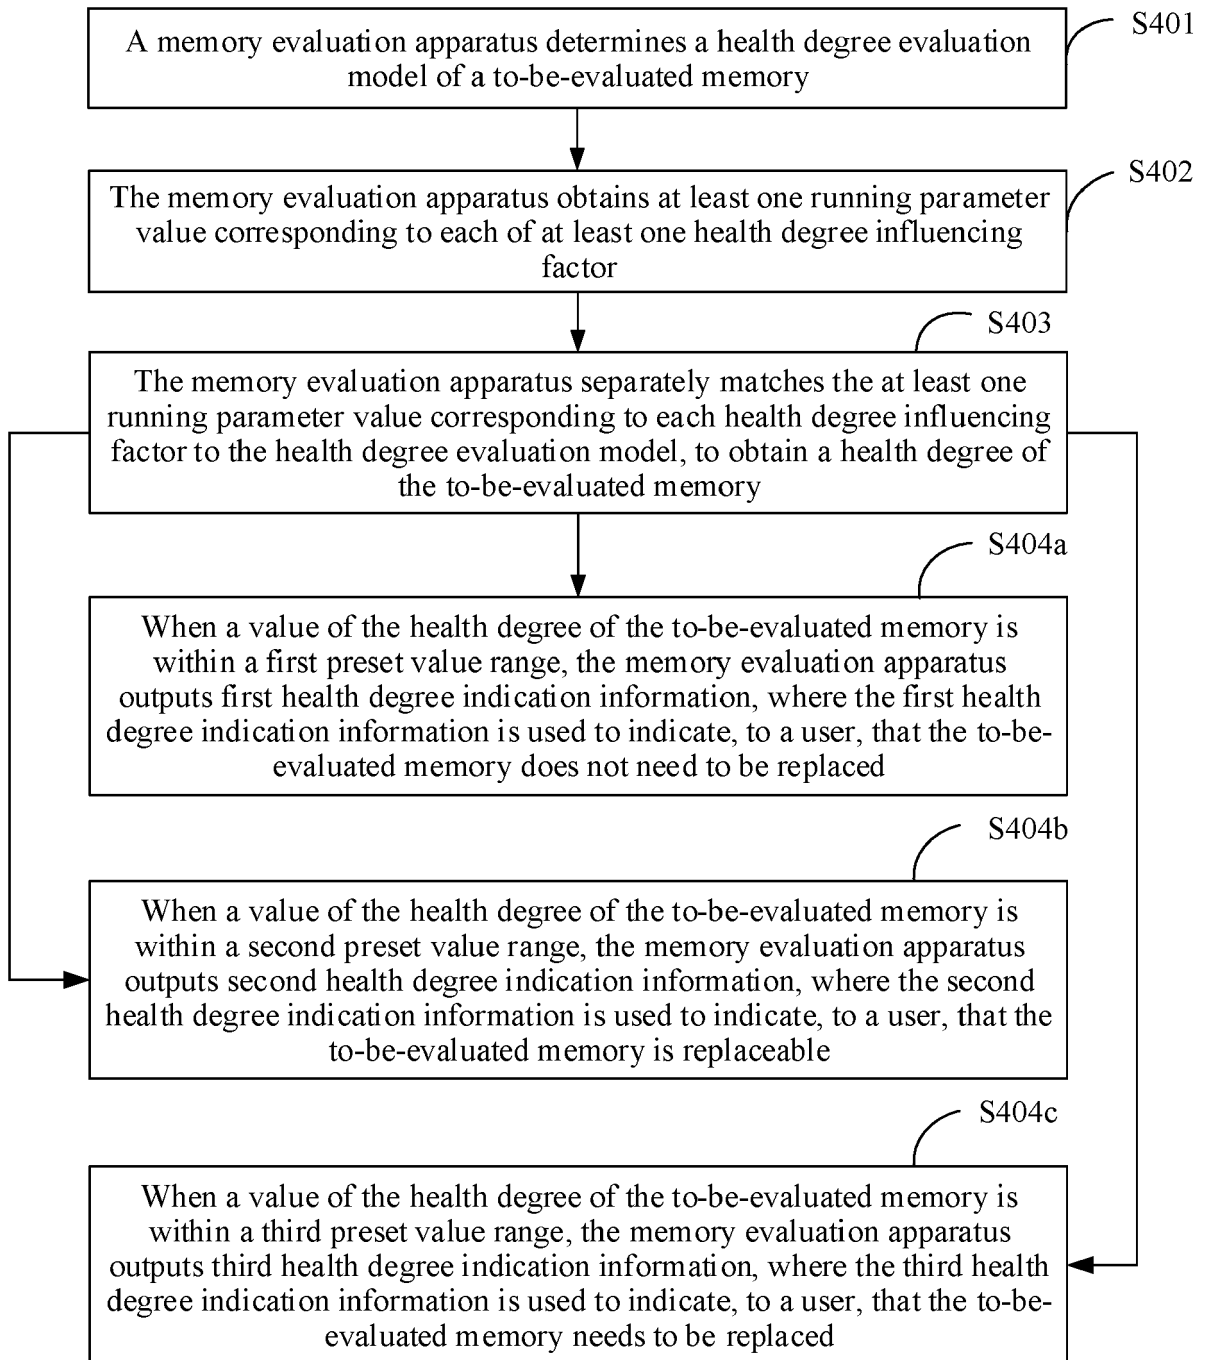 A memory evaluation apparatus determines a health degree evaluation
model of a to-be-evaluated memory
S401
The memory evaluation apparatus obtains at least one running parameter
value corresponding to each of at least one health degree influencing
factor
S402
S403
The memory evaluation apparatus separately matches the at least one
running parameter value corresponding to each health degree influencing
factor to the health degree evaluation model, to obtain a health degree of
the to-be-evaluated memory
S404a
When a value of the health degree of the to-be-evaluated memory is
within a first preset value range, the memory evaluation apparatus
outputs first health degree indication information, where the first health
degree indication information is used to indicate, to a user, that the to-be-
evaluated memory does not need to be replaced
S404b
When a value of the health degree of the to-be-evaluated memory is
within a second preset value range, the memory evaluation apparatus
outputs second health degree indication information, where the second
health degree indication information is used to indicate, to a user, that the
to-be-evaluated memory is replaceable
S404c
When a value of the health degree of the to-be-evaluated memory is
within a third preset value range, the memory evaluation apparatus
outputs third health degree indication information, where the third health
degree indication information is used to indicate, to a user, that the to-be-
evaluated memory needs to be replaced